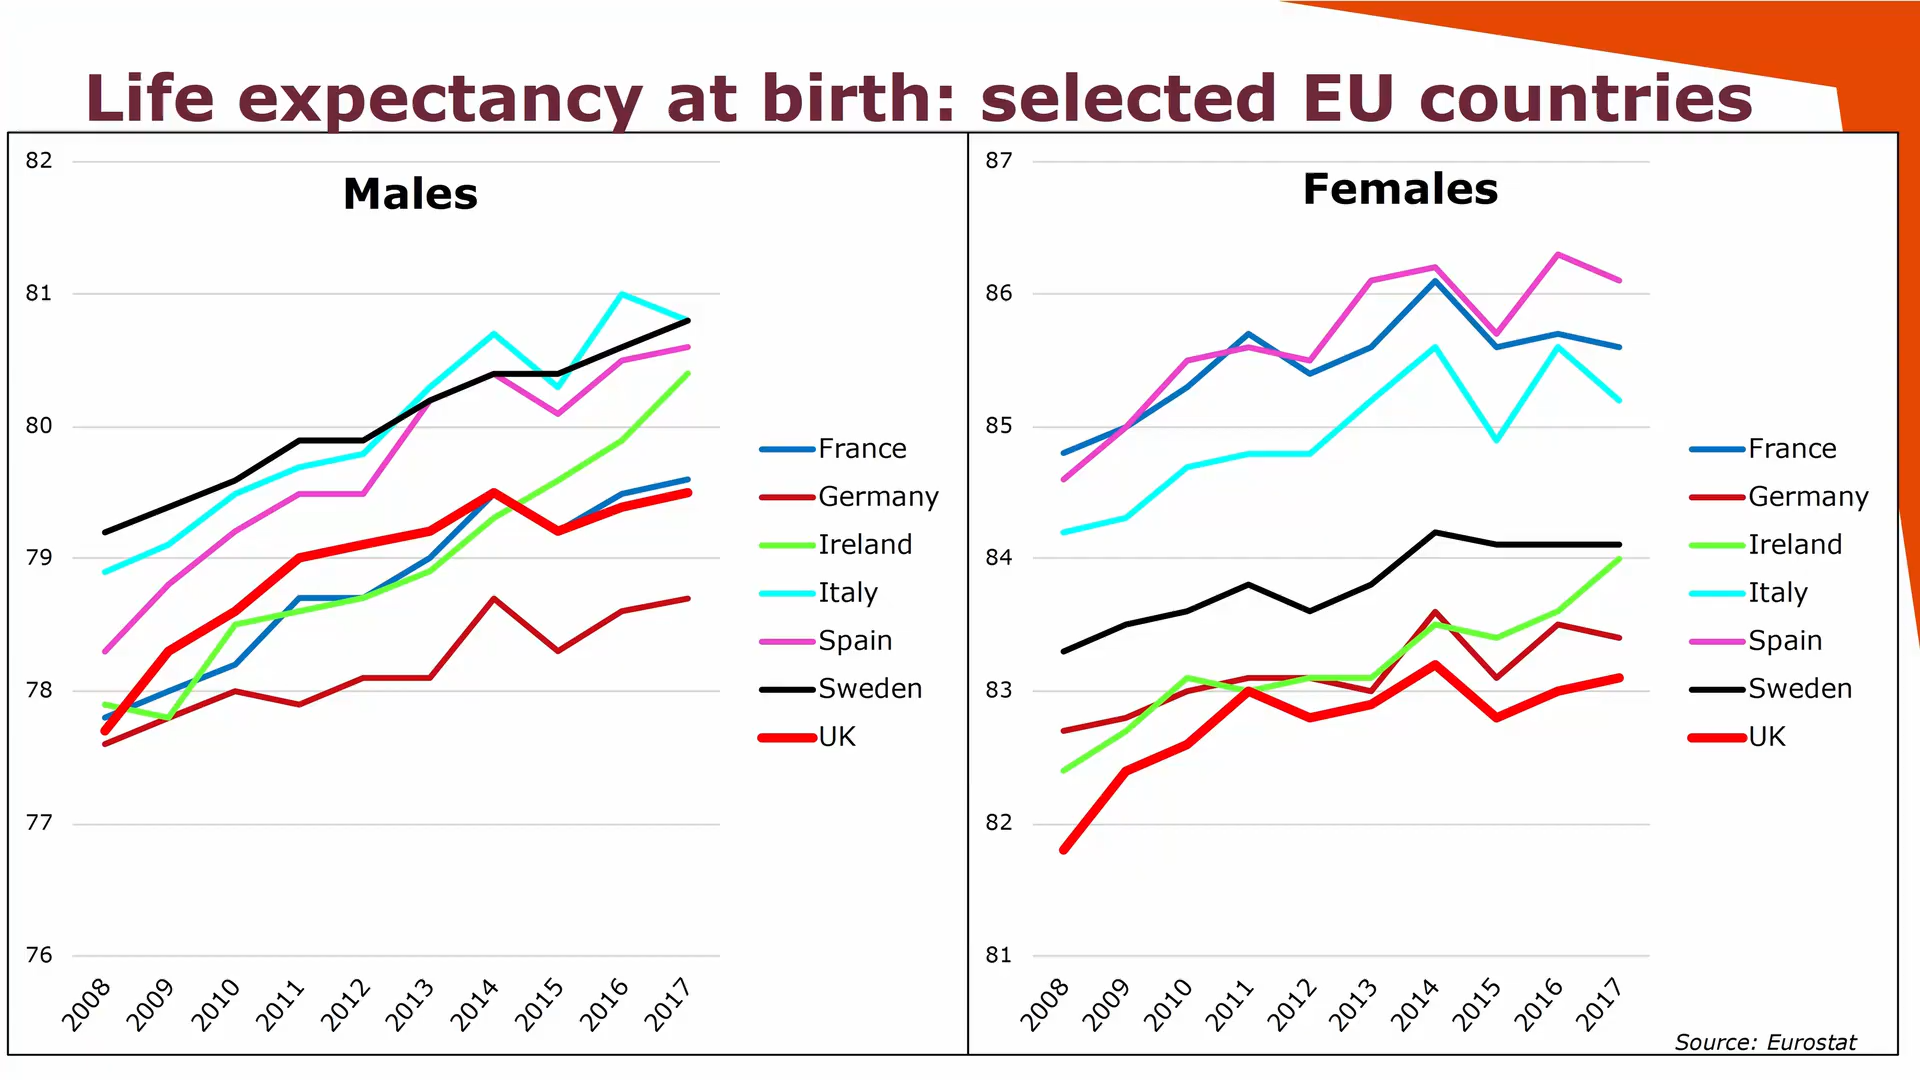 Life expectancy at birth: selected EU countries
Males
82
81
80
79
78
77
76
2008 2009 2010 2011 2012 2013 2014 2015 2016 2017
France
Germany
Ireland
Italy
Spain
Sweden
UK
Females
87
86
85
84
83
82
81
2008 2009 2010 2011 2012 2013 2014 2015 2016 2017
France
Germany
Ireland
Italy
Spain
Sweden
UK
Source: Eurostat